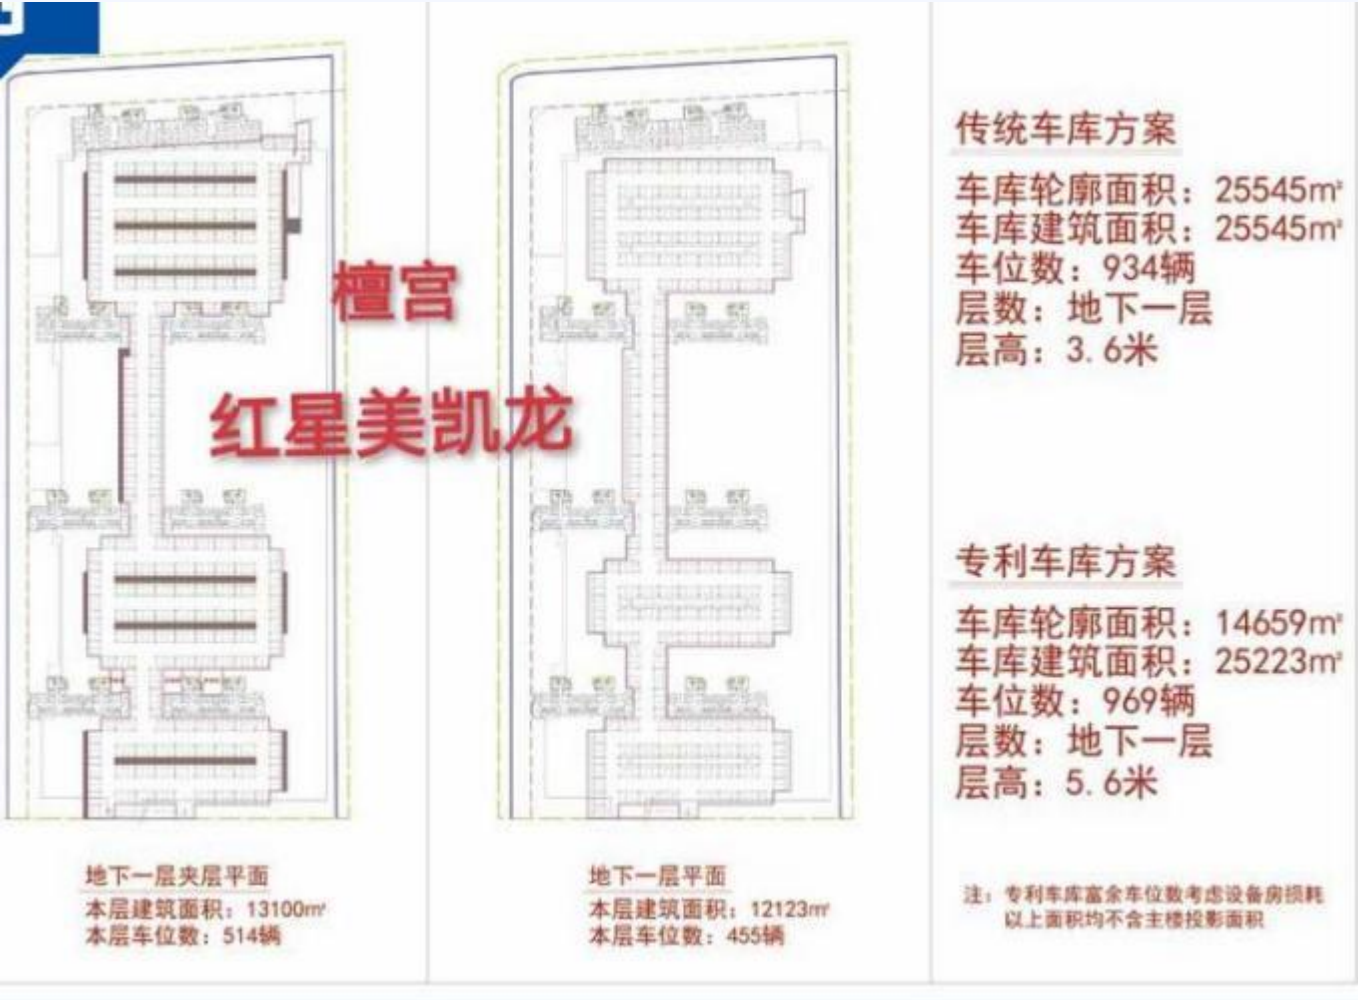 檀宫
红星美凯龙
地下一层夹层平面
本层建筑面积：13100㎡
本层车位数：514辆
地下一层平面
本层建筑面积：12123㎡
本层车位数：455辆
传统车库方案
车库轮廓面积：25545㎡
车库建筑面积：25545㎡
车位数：934辆
层数：地下一层
层高：3.6米
专利车库方案
车库轮廓面积：14659㎡
车库建筑面积：25223㎡
车位数：969辆
层数：地下一层
层高：5.6米
注：专利车库富余车位数考虑设备房损耗
以上面积均不含主楼投影面积